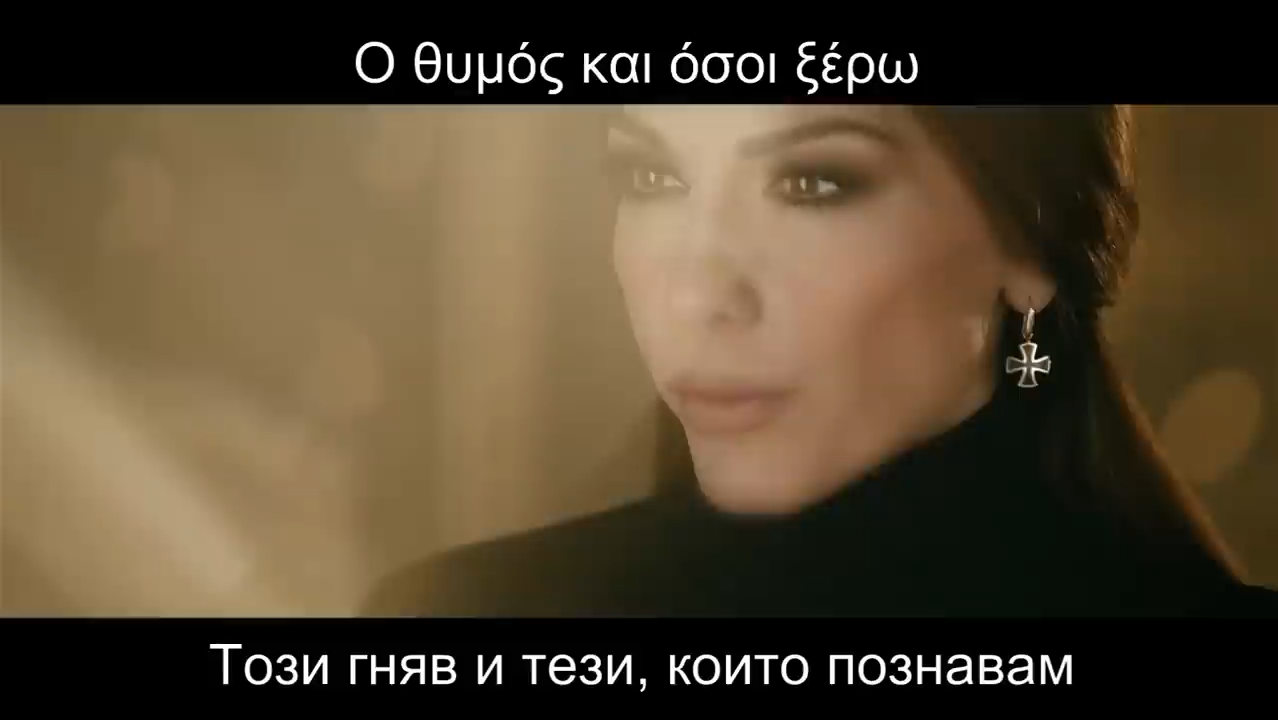 Ο θυμός και όσοι ξέρω
Този гняв и тези, които познавам